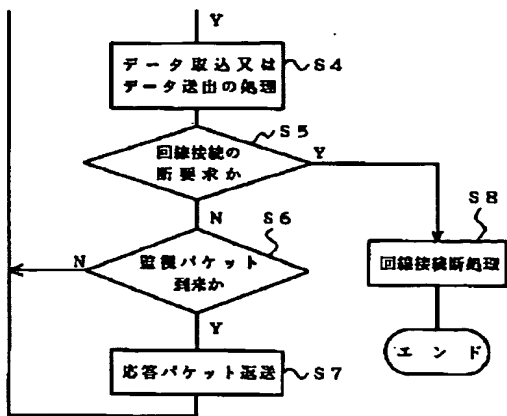 Y
データ取込又は
データ送出の処理
S4
回線接続の
断要求か
S5
Y
N
S8
回線接続断処理
エンド
監視パケット
到来か
S6
N
Y
応答パケット返送
S7